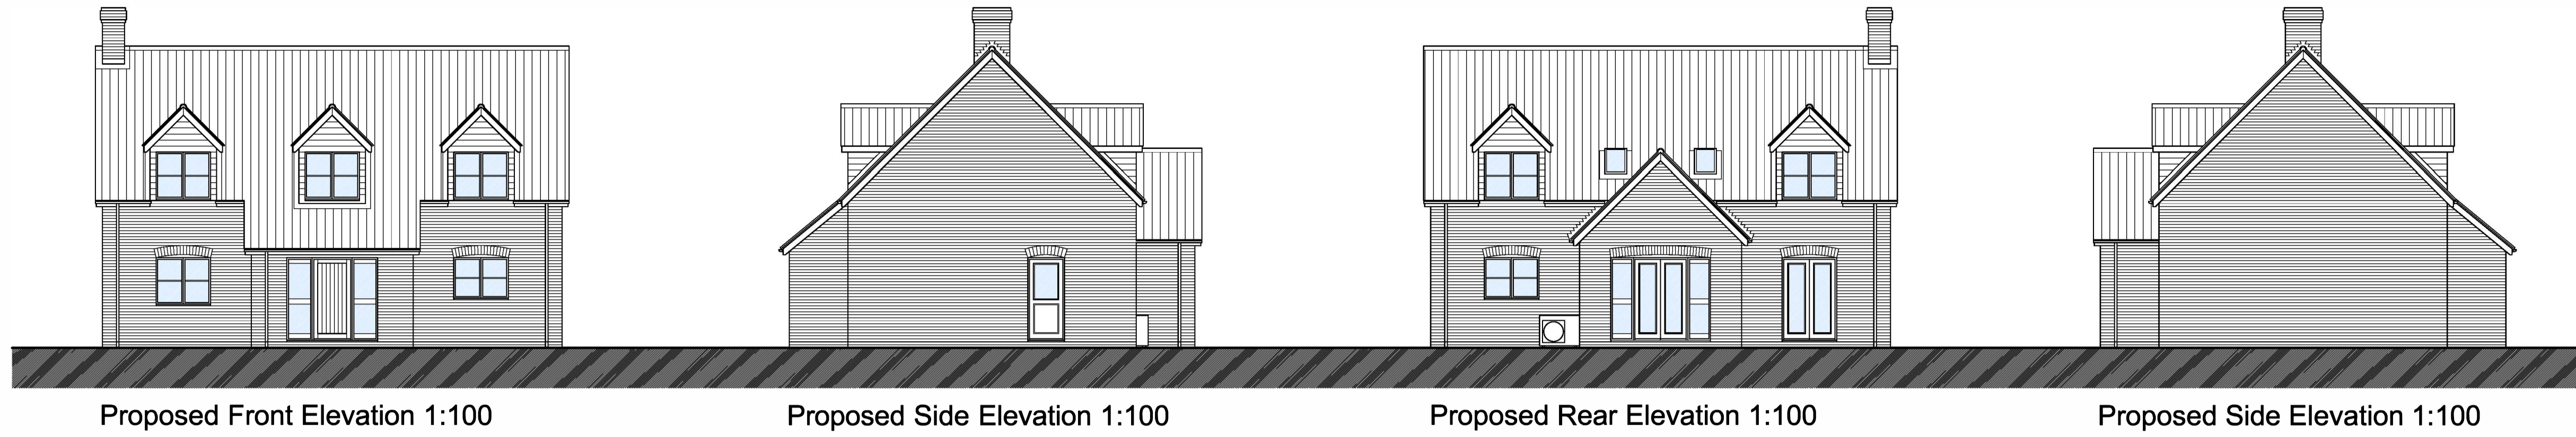 Proposed Front Elevation 1:100
Proposed Side Elevation 1:100
Proposed Rear Elevation 1:100
Proposed Side Elevation 1:100